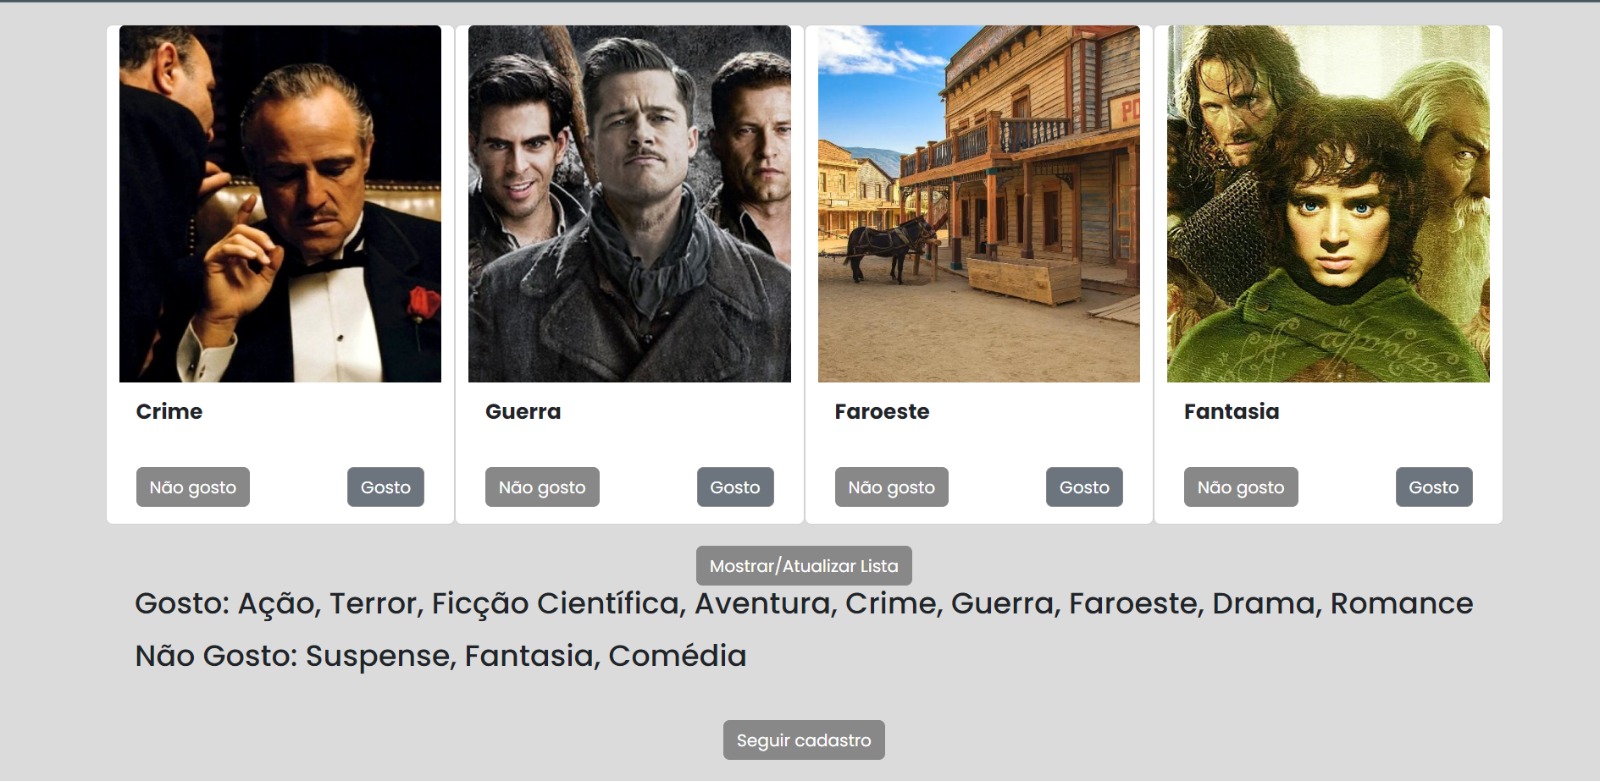 PO
Crime
Guerra
Faroeste
Fantasia
Não gosto
Gosto
Não gosto
Gosto
Não gosto
Gosto
Não gosto
Gosto
Mostrar/Atualizar Lista
Gosto: Ação, Terror, Ficção Científica, Aventura, Crime, Guerra, Faroeste, Drama, Romance
Não Gosto: Suspense, Fantasia, Comédia
Seguir cadastro